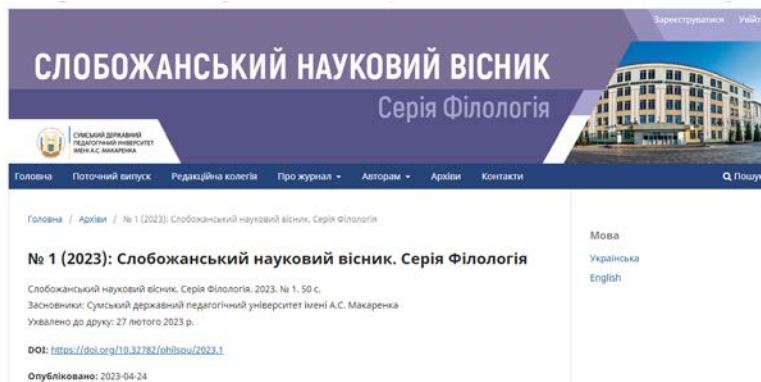 Зареєструватися Увійти
СЛОБОЖАНСЬКИЙ НАУКОВИЙ ВІСНИК
Серія Філологія
СУМСЬКИЙ ДЕРЖАВНИЙ
ПЕДАГОГІЧНИЙ УНІВЕРСИТЕТ
ІМЕНІ А.С. МАКАРЕНКА
Головна Поточний випуск Редакційна колегія Про журнал Авторам Архіви Контакти Пошук
Головна / Архіви / № 1 (2023): Слобожанський науковий вісник. Серія Філологія
Мова
Українська
English
№ 1 (2023): Слобожанський науковий вісник. Серія Філологія
Слобожанський науковий вісник. Серія Філологія. 2023. № 1. 50 с.
Засновники: Сумський державний педагогічний університет імені А.С. Макаренка
Ухвалено до друку: 27 лютого 2023 р.
DOI: https://doi.org/10.32782/philspu/2023.1
Опубліковано: 2023-04-24